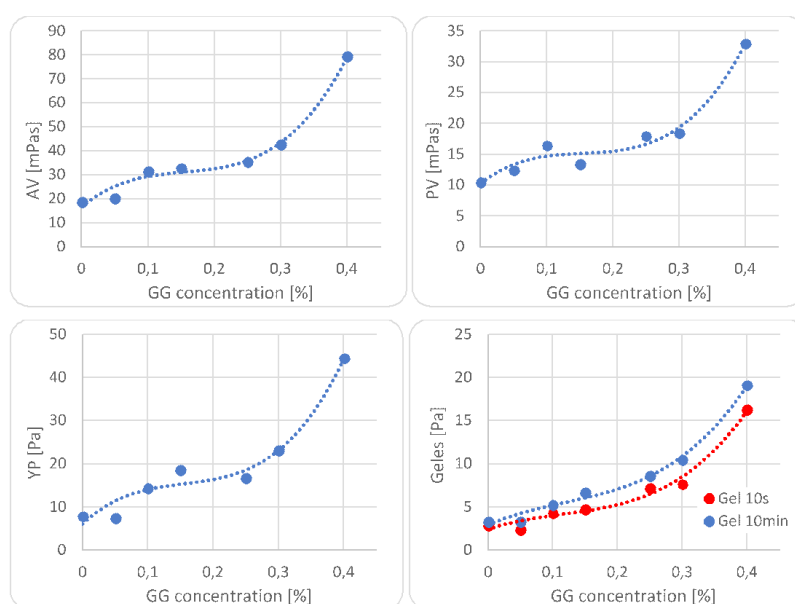 AV [mPas]
90
80
70
60
50
40
30
20
10
0
0 0,1 0,2 0,3 0,4
GG concentration [%]
PV [mPas]
35
30
25
20
15
10
5
0
0 0,1 0,2 0,3 0,4
GG concentration [%]
YP [Pa]
50
40
30
20
10
0
0 0,1 0,2 0,3 0,4
GG concentration [%]
Geles [Pa]
25
20
15
10
5
0
Gel 10s
Gel 10min
0 0,1 0,2 0,3 0,4
GG concentration [%]